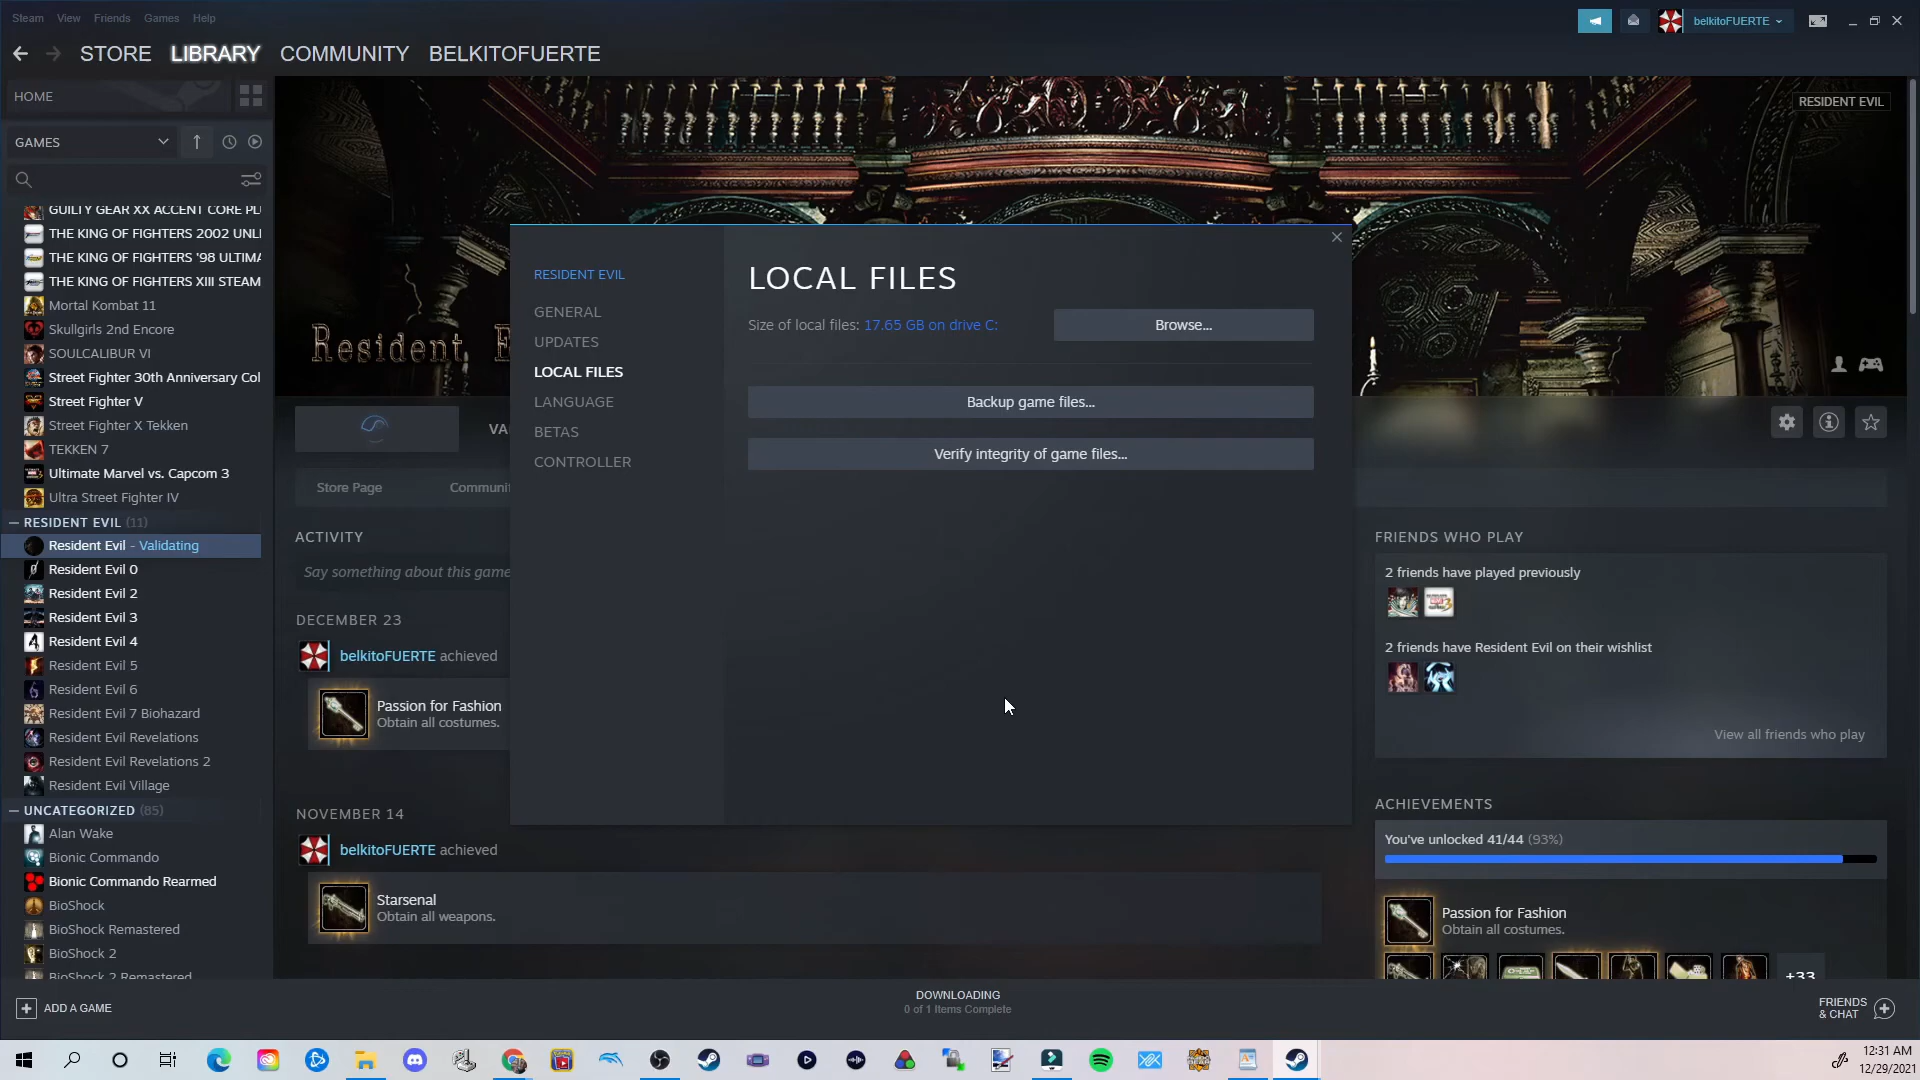 Steam View Friends Games Help
belkitoFUERTE
STORE LIBRARY COMMUNITY BELKITOFUERTE
HOME
RESIDENT EVIL
GAMES
GUILTY GEAR XX ACCENT CORE PL
THE KING OF FIGHTERS 2002 UNLI
THE KING OF FIGHTERS '98 ULTIMA
THE KING OF FIGHTERS XIII STEAM
Mortal Kombat 11
Skullgirls 2nd Encore
SOULCALIBUR VI
Street Fighter 30th Anniversary Col
Street Fighter V
Street Fighter X Tekken
TEKKEN 7
Ultimate Marvel vs. Capcom 3
Ultra Street Fighter IV
RESIDENT EVIL (11)
Resident Evil - Validating
Resident Evil 0
Resident Evil 2
Resident Evil 3
Resident Evil 4
Resident Evil 5
Resident Evil 6
Resident Evil 7 Biohazard
Resident Evil Revelations
Resident Evil Revelations 2
Resident Evil Village
UNCATEGORIZED (85)
Alan Wake
Bionic Commando
Bionic Commando Rearmed
BioShock
BioShock Remastered
BioShock 2
BioShock 2 Remastered
ADD A GAME
Resident E
VA
Store Page Communit
ACTIVITY
Say something about this game
DECEMBER 23
belkitoFUERTE achieved
Passion for Fashion
Obtain all costumes.
NOVEMBER 14
belkitoFUERTE achieved
Starsenal
Obtain all weapons.
RESIDENT EVIL
GENERAL
UPDATES
LOCAL FILES
LANGUAGE
BETAS
CONTROLLER
LOCAL FILES
Size of local files: 17.65 GB on drive C:
Browse...
Backup game files...
Verify integrity of game files...
FRIENDS WHO PLAY
2 friends have played previously
2 friends have Resident Evil on their wishlist
View all friends who play
ACHIEVEMENTS
You've unlocked 41/44 (93%)
Passion for Fashion
Obtain all costumes.
+33
DOWNLOADING
0 of 1 Items Complete
FRIENDS
& CHAT
12:31 AM
12/29/2021